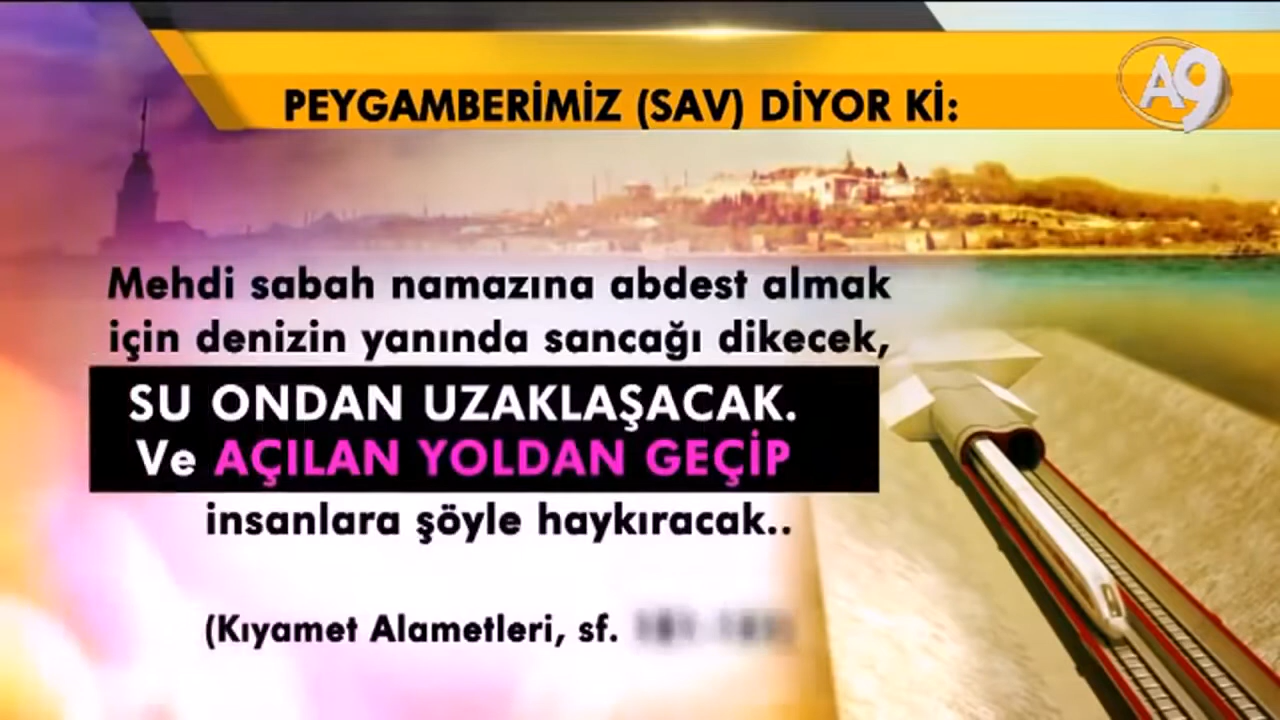 PEYGAMBERİMİZ (SAV) DİYOR Kİ:
A9
Mehdi sabah namazına abdest almak
için denizin yanında sancağı dikecek,
SU ONDAN UZAKLAŞACAK.
Ve AÇILAN YOLDAN GEÇİP
insanlara şöyle haykıracak..
(Kıyamet Alametleri, sf.